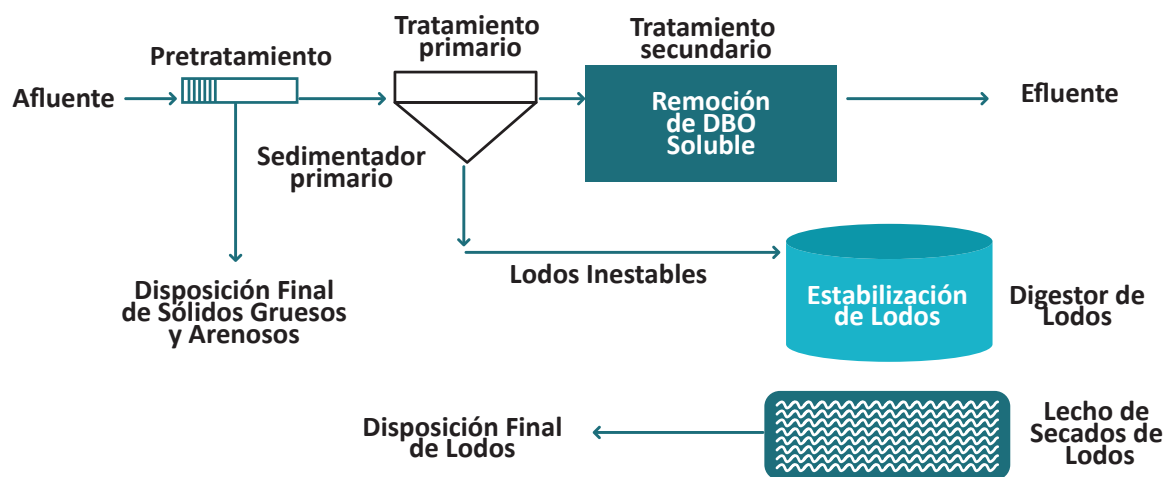 Afluente
Pretratamiento
Tratamiento
primario
Tratamiento
secundario
Remoción
de DBO
Soluble
Efluente
Sedimentador
primario
Disposición Final
de Sólidos Gruesos
y Arenosos
Lodos Inestables
Estabilización
de Lodos
Digestor de
Lodos
Disposición Final
de Lodos
Lecho de
Secados de
Lodos